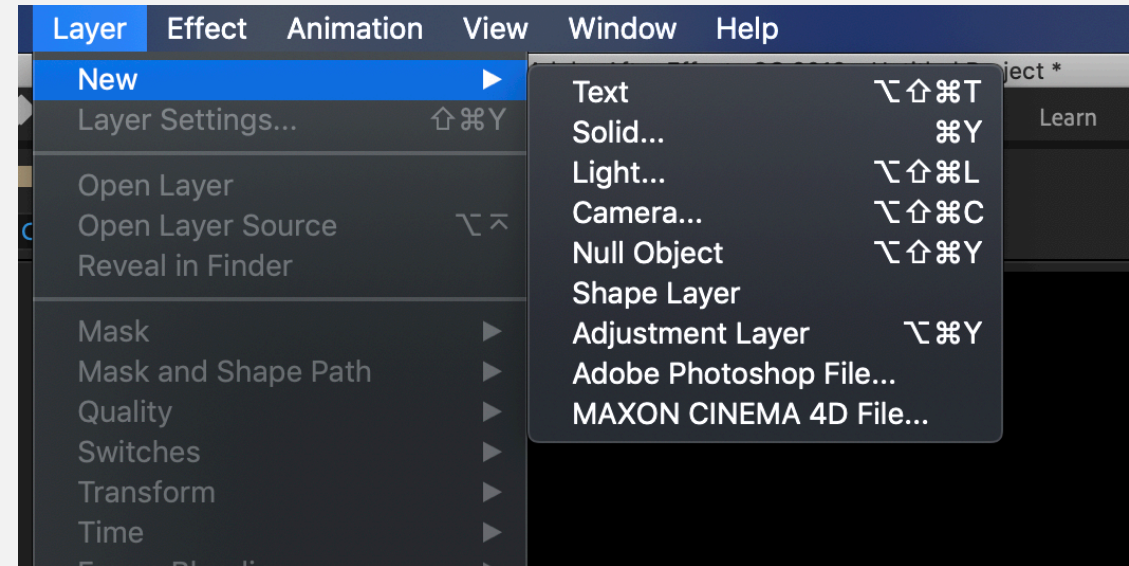 Layer Effect Animation View Window Help
New ▶
Layer Settings... ⇧⌘Y
Open Layer
Open Layer Source ⌥⌤
Reveal in Finder
Mask ▶
Mask and Shape Path ▶
Quality ▶
Switches ▶
Transform ▶
Time ▶
ject *
Learn
Text ⌥⇧⌘T
Solid... ⌘Y
Light... ⌥⇧⌘L
Camera... ⌥⇧⌘C
Null Object ⌥⇧⌘Y
Shape Layer
Adjustment Layer ⌥⌘Y
Adobe Photoshop File...
MAXON CINEMA 4D File...